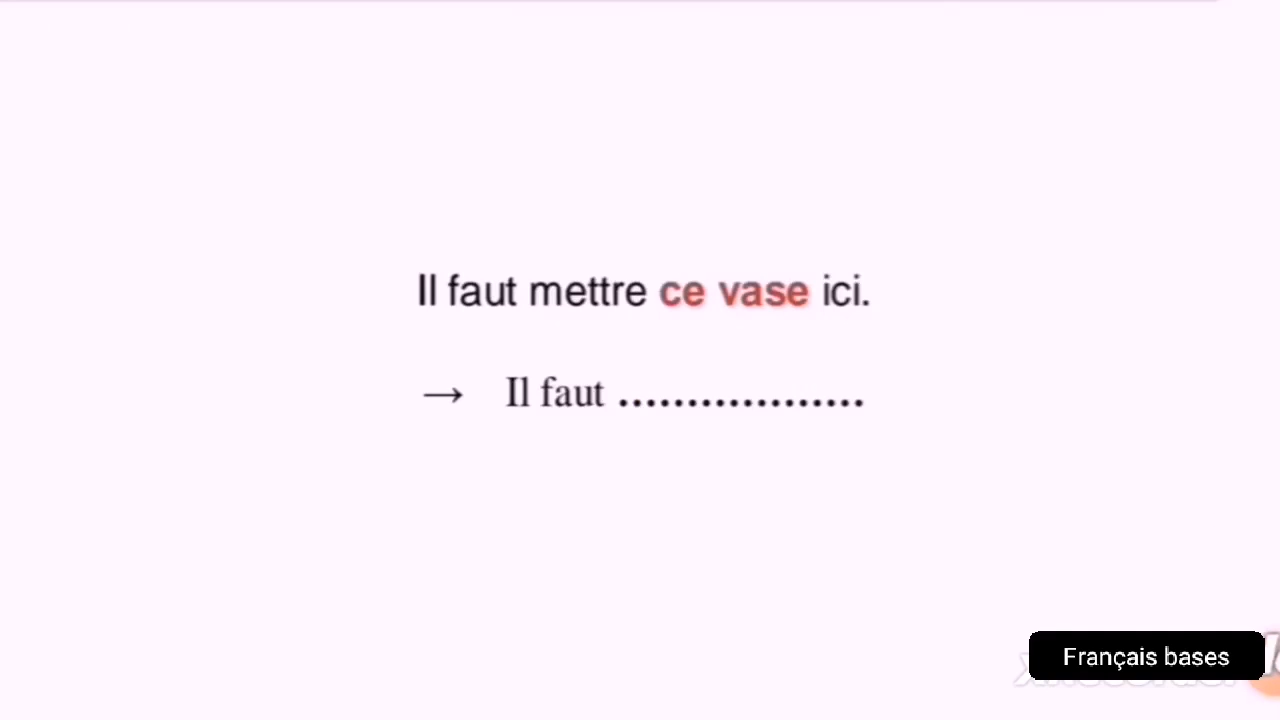 Il faut mettre ce vase ici.
→ Il faut ..................
Français bases